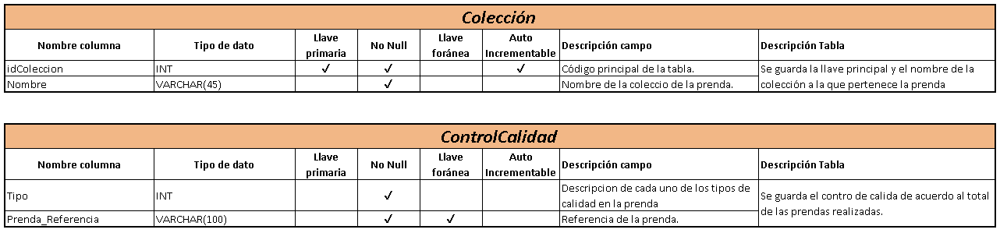 Colección
Nombre columna Tipo de dato Llave primaria No Null Llave foránea Auto Incrementable Descripción campo Descripción Tabla
idColeccion INT ✓ ✓ ✓ Código principal de la tabla. Se guarda la llave principal y el nombre de la colección a la que pertenece la prenda
Nombre VARCHAR(45) ✓ Nombre de la coleccio de la prenda.
ControlCalidad
Nombre columna Tipo de dato Llave primaria No Null Llave foránea Auto Incrementable Descripción campo Descripción Tabla
Tipo INT ✓ Descripcion de cada uno de los tipos de calidad en la prenda Se guarda el contro de calida de acuerdo al total de las prendas realizadas.
Prenda_Referencia VARCHAR(100) ✓ ✓ Referencia de la prenda.